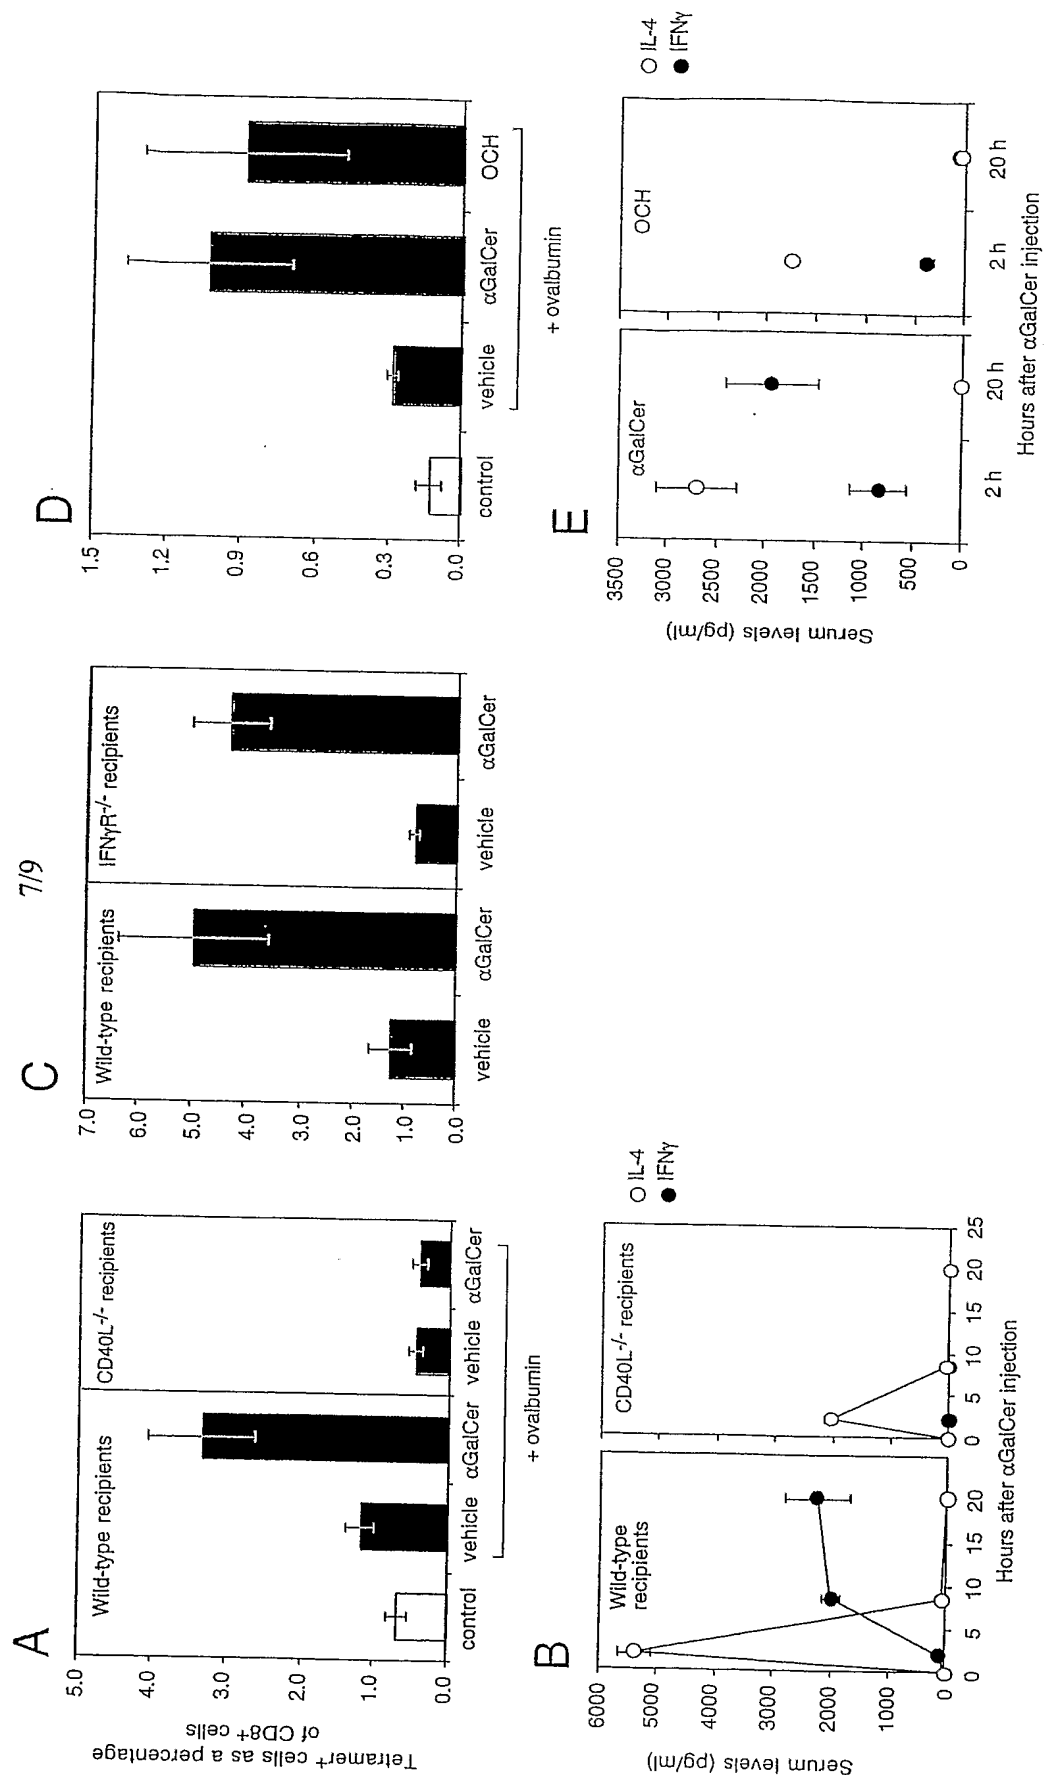 7/9
A
Tetramer⁺ cells as a percentage
of CD8⁺ cells
5.0
4.0
3.0
2.0
1.0
0.0
Wild-type recipients
CD40L⁻/⁻ recipients
control
vehicle
αGalCer
vehicle
αGalCer
+ ovalbumin
B
Serum levels (pg/ml)
6000
5000
4000
3000
2000
1000
0
Wild-type
recipients
CD40L⁻/⁻ recipients
0
5
10
15
20
0
5
10
15
20
25
Hours after αGalCer injection
IL-4
IFNγ
C
7.0
6.0
5.0
4.0
3.0
2.0
1.0
0.0
Wild-type recipients
IFNγR⁻/⁻ recipients
vehicle
αGalCer
vehicle
αGalCer
D
1.5
1.2
0.9
0.6
0.3
0.0
control
vehicle
αGalCer
OCH
+ ovalbumin
E
Serum levels (pg/ml)
3500
3000
2500
2000
1500
1000
500
0
αGalCer
OCH
2 h
20 h
2 h
20 h
Hours after αGalCer injection
IL-4
IFNγ